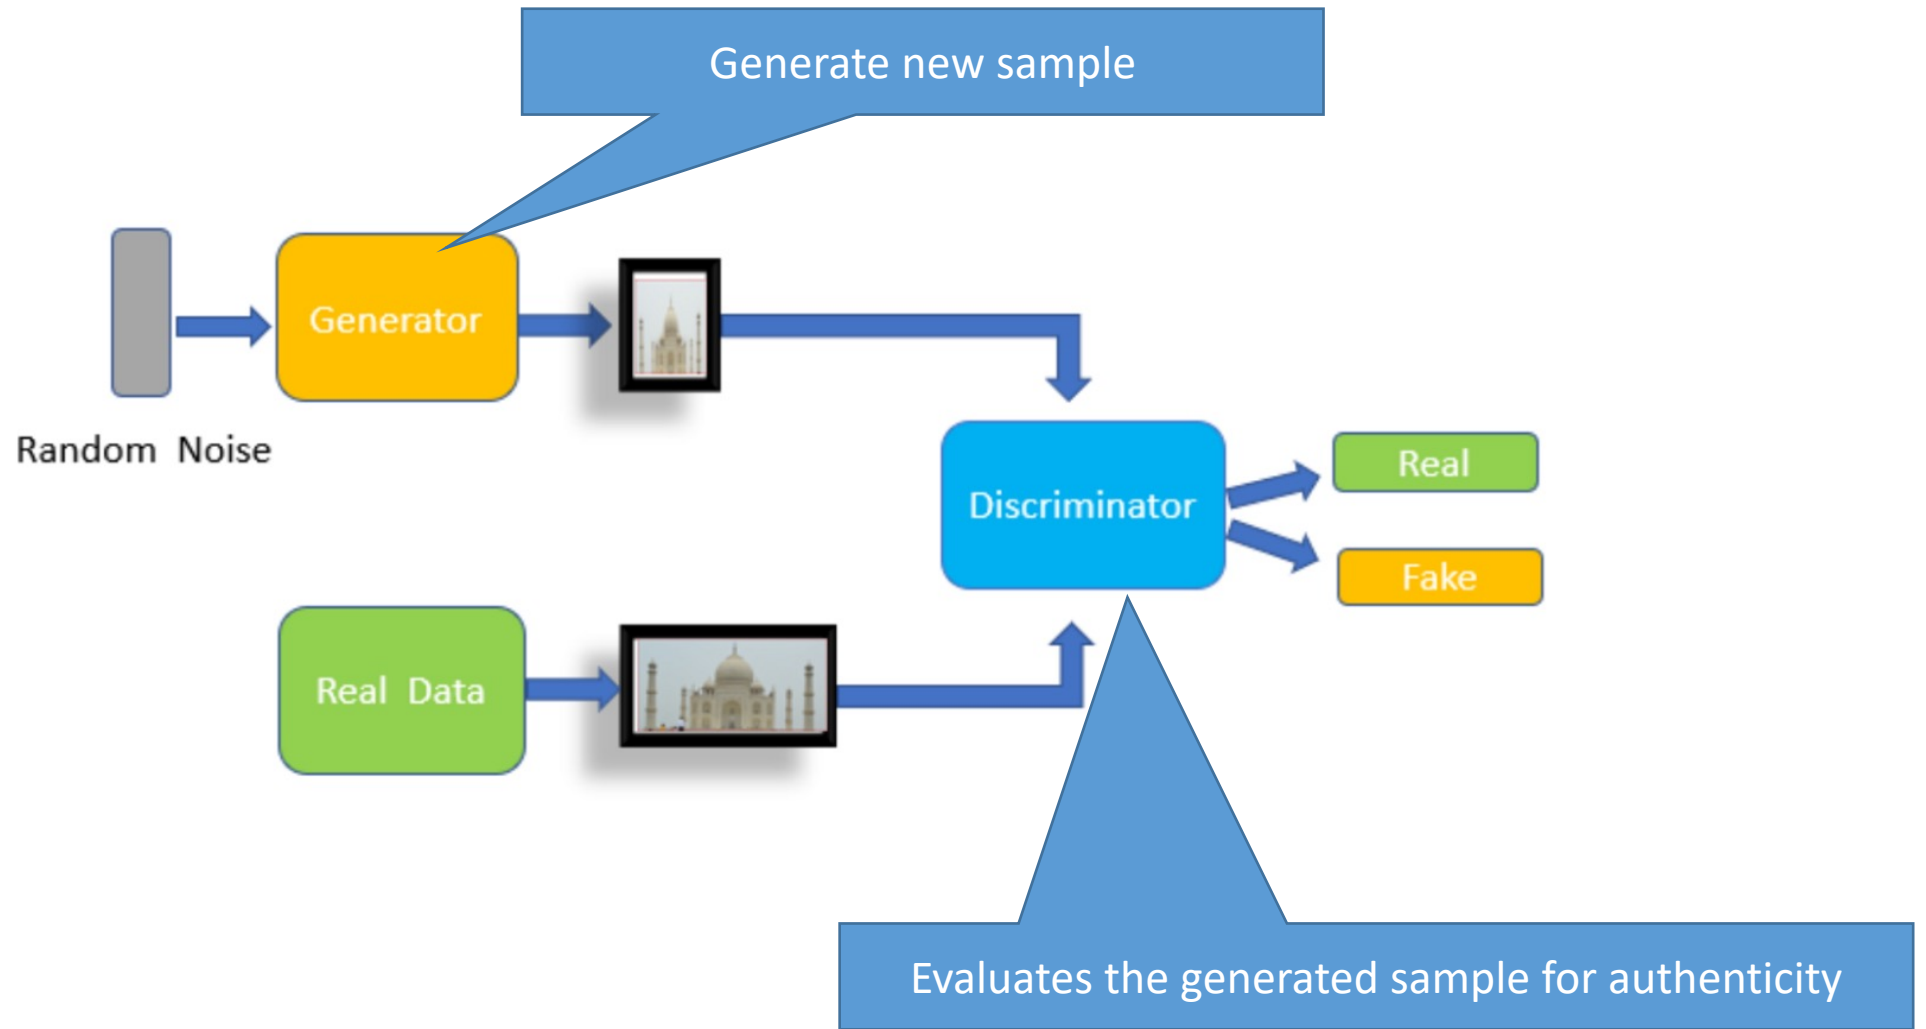 Generate new sample
Generator
Random Noise
Real
Discriminator
Fake
Real Data
Evaluates the generated sample for authenticity